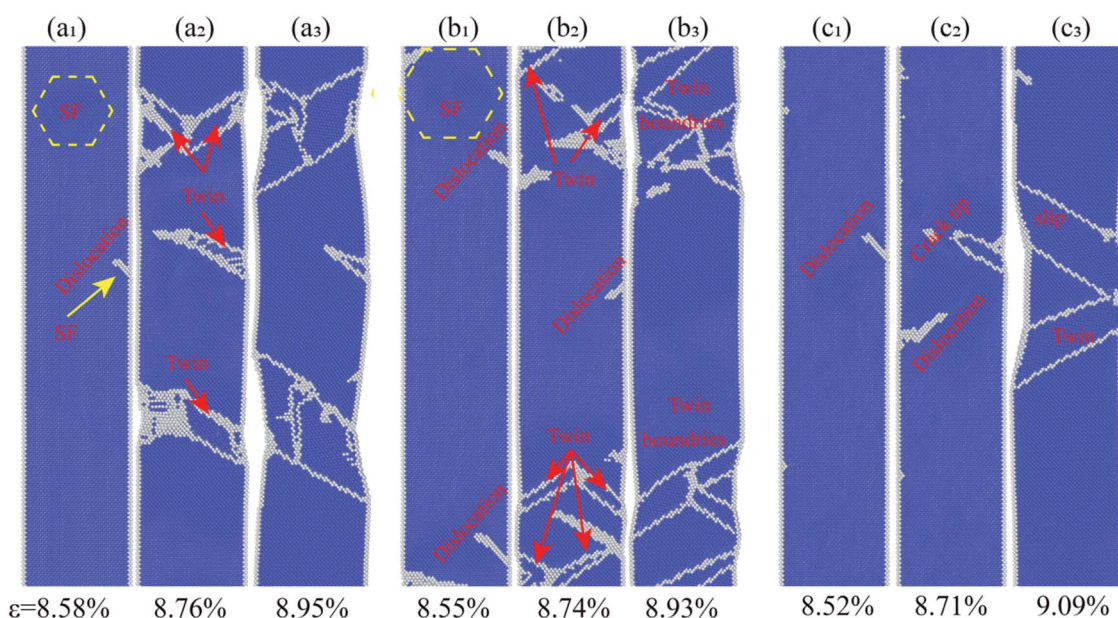 (a₁)
(a₂)
(a₃)
(b₁)
(b₂)
(b₃)
(c₁)
(c₂)
(c₃)
SF
Dislocation
SF
Twin
Twin
SF
Dislocation
Dislocation
Twin
Dislocation
Twin
Twin
boundries
Twin
boundries
Dislocation
Crack tip
Dislocation
slip
Twin
ε=8.58%
8.76%
8.95%
8.55%
8.74%
8.93%
8.52%
8.71%
9.09%